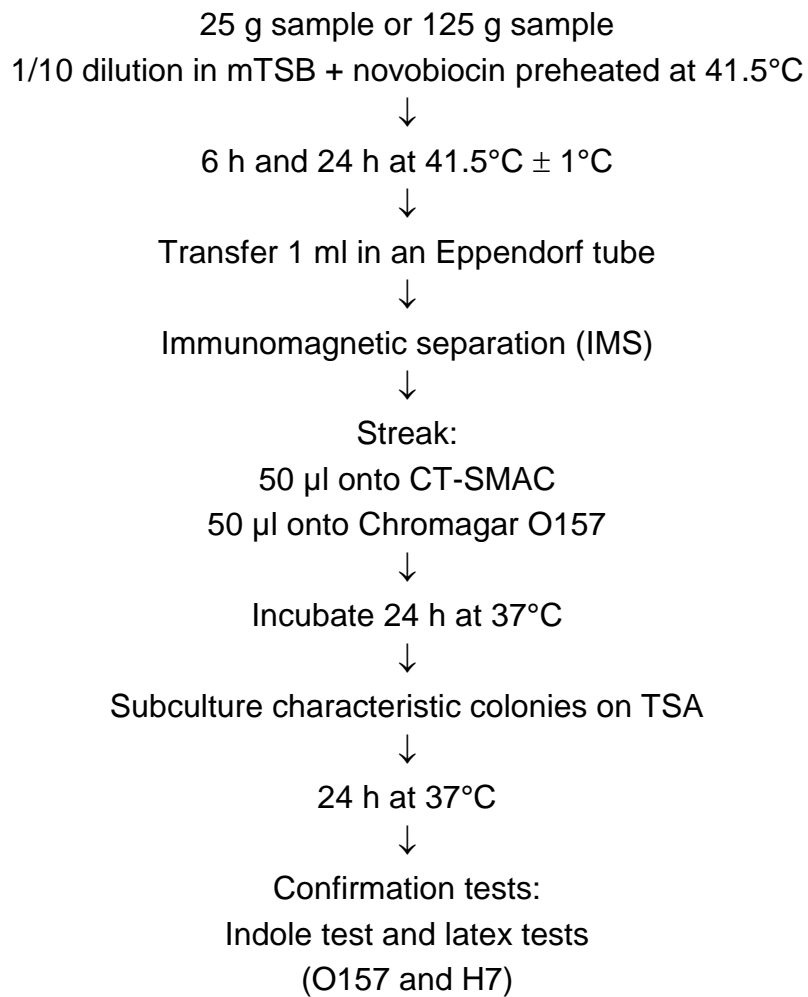 25 g sample or 125 g sample
1/10 dilution in mTSB + novobiocin preheated at 41.5°C
↓
6 h and 24 h at 41.5°C ± 1°C
↓
Transfer 1 ml in an Eppendorf tube
↓
Immunomagnetic separation (IMS)
↓
Streak:
50 µl onto CT-SMAC
50 µl onto Chromagar O157
↓
Incubate 24 h at 37°C
↓
Subculture characteristic colonies on TSA
↓
24 h at 37°C
↓
Confirmation tests:
Indole test and latex tests
(O157 and H7)